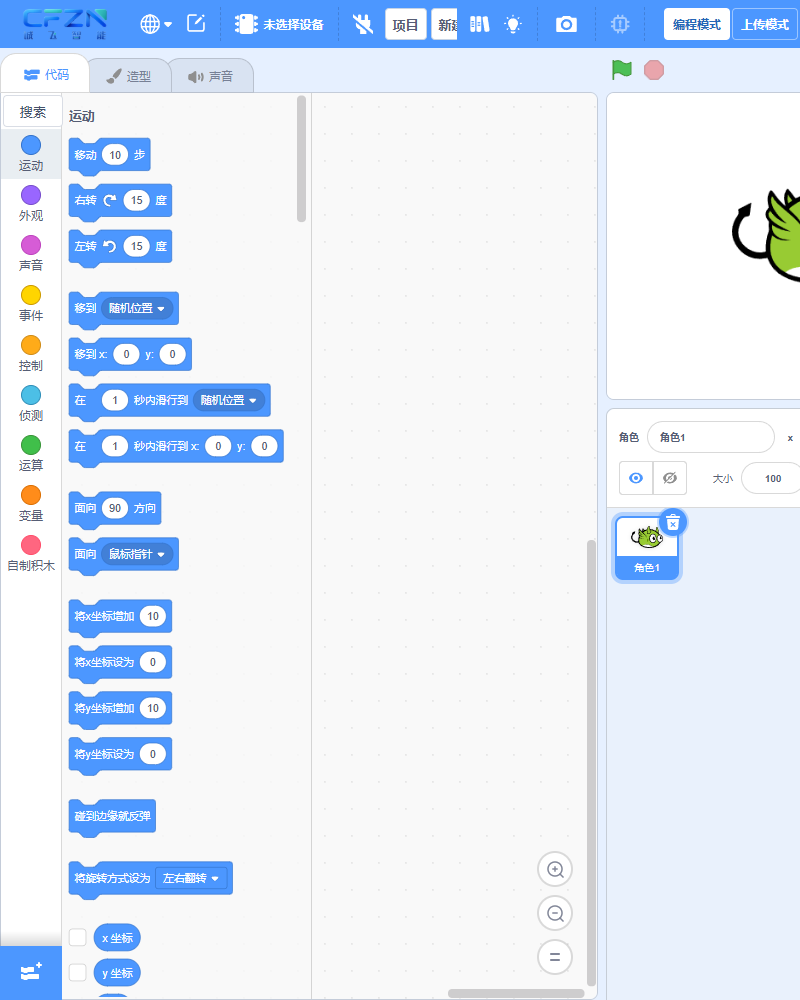 CFZN
未选择设备
项目
新建
编程模式
上传模式
代码
造型
声音
搜索
运动
外观
声音
事件
控制
侦测
运算
变量
自制积木
运动
移动 10 步
右转 15 度
左转 15 度
移到 随机位置
移到 x: 0 y: 0
在 1 秒内滑行到 随机位置
在 1 秒内滑行到 x: 0 y: 0
面向 90 方向
面向 鼠标指针
将x坐标增加 10
将x坐标设为 0
将y坐标增加 10
将y坐标设为 0
碰到边缘就反弹
将旋转方式设为 左右翻转
x 坐标
y 坐标
角色 角色1 x
大小 100
角色1